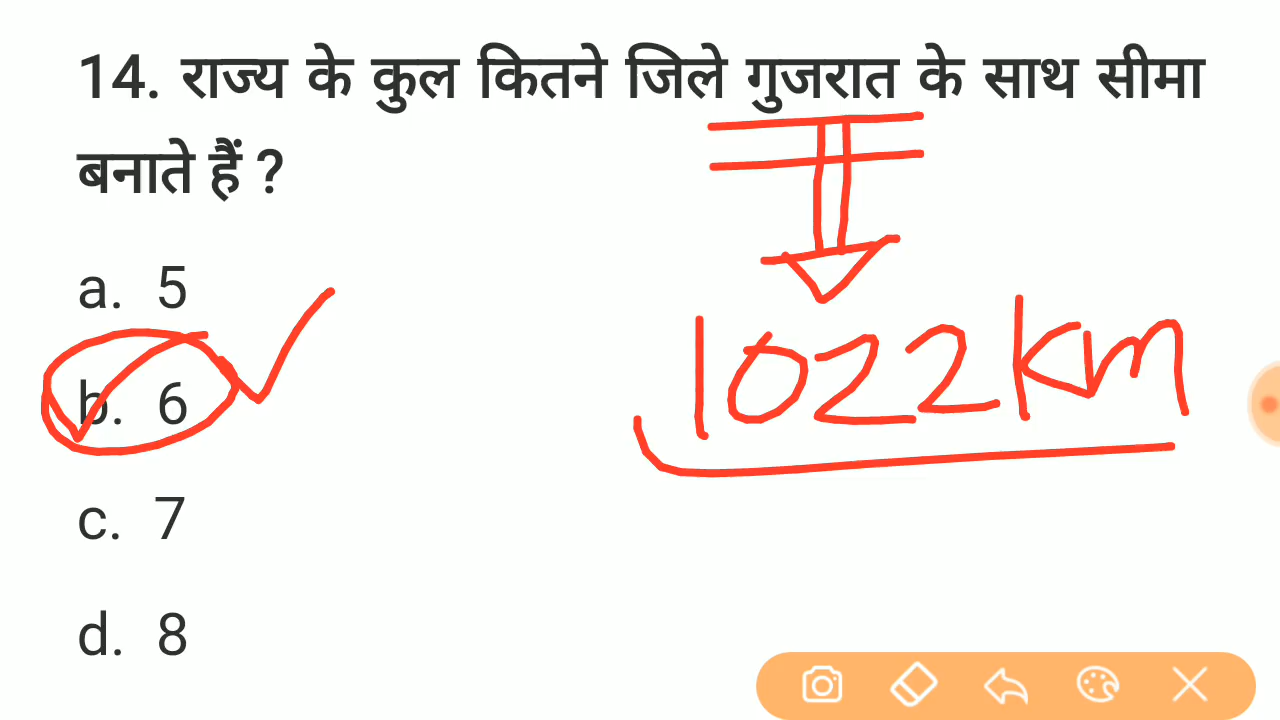 14. राज्य के कुल कितने जिले गुजरात के साथ सीमा
बनाते हैं ?
a. 5
b. 6
c. 7
d. 8
1022km